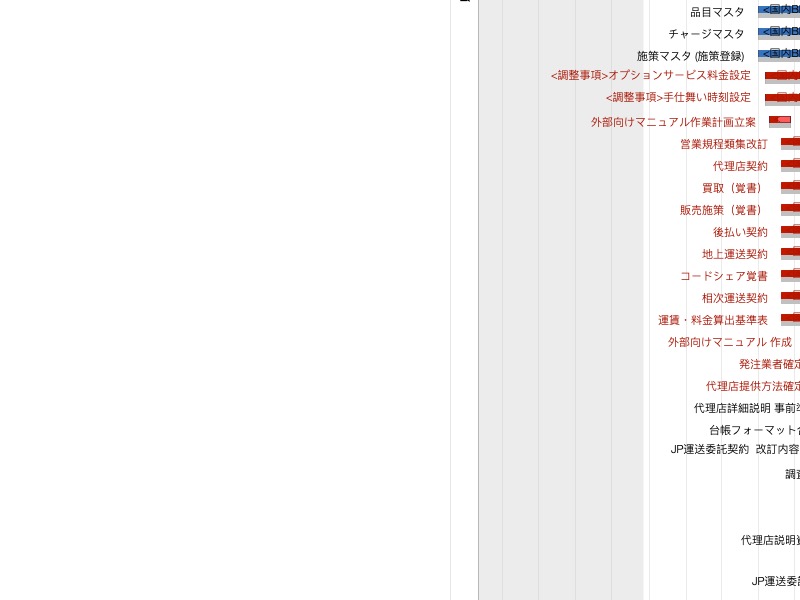 品目マスタ <国内B
チャージマスタ <国内B
施策マスタ (施策登録) <国内B
<調整事項>オプションサービス料金設定
<調整事項>手仕舞い時刻設定
外部向けマニュアル作業計画立案
営業規程類集改訂
代理店契約
買取（覚書）
販売施策（覚書）
後払い契約
地上運送契約
コードシェア覚書
相次運送契約
運賃・料金算出基準表
外部向けマニュアル 作成
発注業者確定
代理店提供方法確定
代理店詳細説明 事前
台帳フォーマット
JP運送委託契約 改訂内容
調
代理店説明
JP運送委